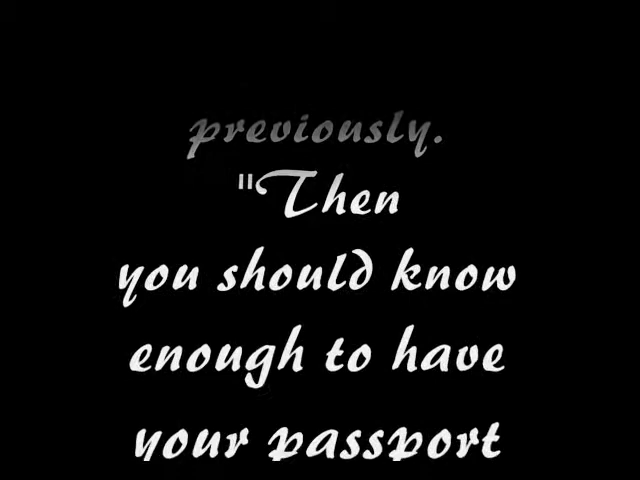 previously.
"Then
you should know
enough to have
your passport